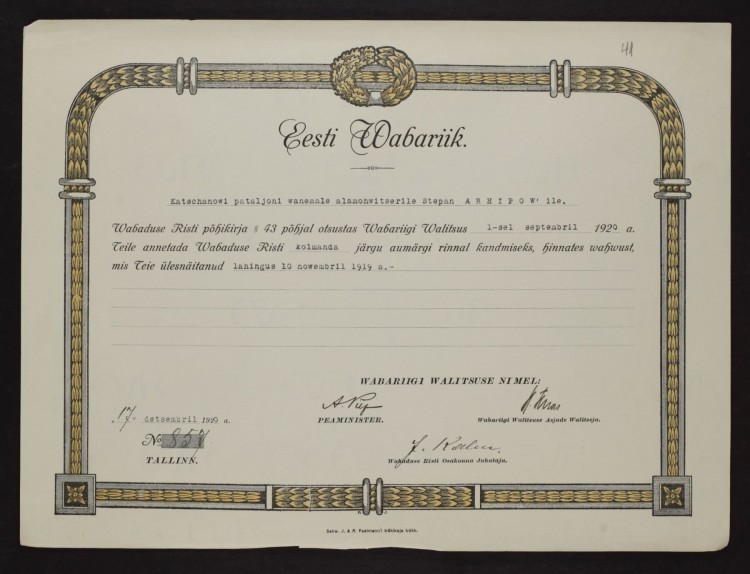 41
Eesti Wabariik.
Katschanowi pataljoni wanemale alamohwitserile Stepan ARHIPOW'ile.
Wabaduse Risti põhikirja § 43 põhjal otsustas Wabariigi Walitsus 1-sel septembril 1920 a.
Teile annetada Wabaduse Risti kolmanda järgu aumärgi rinnal kandmiseks, hinnates wahwust,
mis Teie ülesnäitanud lahingus 10 nowembril 1919 a.-
WABARIIGI WALITSUSE NIMEL:
PEAMINISTER.
Wabariigi Walitsuse Asjade Walitseja.
17- detsembril 1920 a.
No 857
TALLINN.
Wabaduse Risti Osakonna Juhataja.